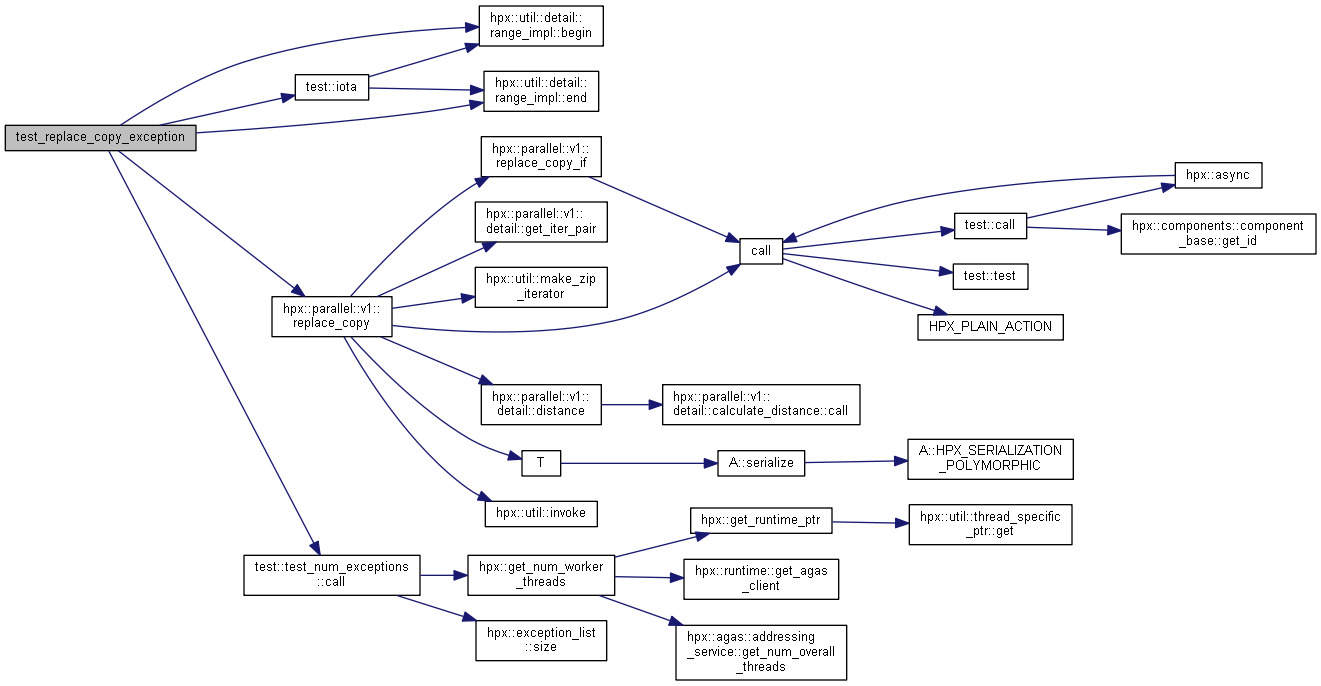 hpx::util::detail::
range_impl::begin
test::iota
hpx::util::detail::
range_impl::end
test_replace_copy_exception
hpx::parallel::v1::
replace_copy_if
hpx::async
hpx::parallel::v1::
detail::get_iter_pair
test::call
hpx::components::component
_base::get_id
call
test::test
hpx::util::make_zip
_iterator
hpx::parallel::v1::
replace_copy
HPX_PLAIN_ACTION
hpx::parallel::v1::
detail::distance
hpx::parallel::v1::
detail::calculate_distance::call
T
A::serialize
A::HPX_SERIALIZATION
_POLYMORPHIC
hpx::util::invoke
hpx::get_runtime_ptr
hpx::util::thread_specific
_ptr::get
test::test_num_exceptions
::call
hpx::get_num_worker
_threads
hpx::runtime::get_agas
_client
hpx::exception_list
::size
hpx::agas::addressing
_service::get_num_overall
_threads